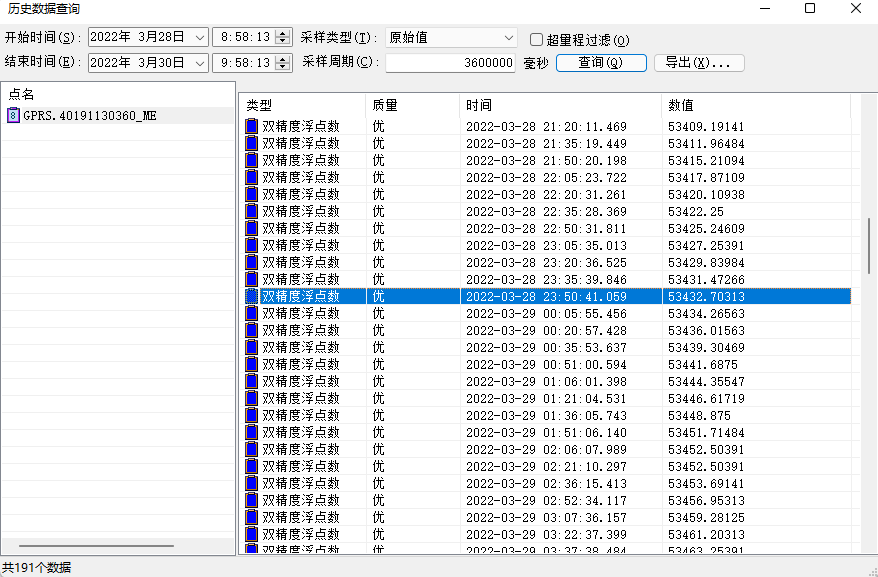 历史数据查询
开始时间(S): 2022年 3月28日 8:58:13 采样类型(T): 原始值 超量程过滤(O)
结束时间(E): 2022年 3月30日 9:58:13 采样周期(C): 3600000 毫秒 查询(Q) 导出(X)...
点名
GPRS.40191130360_ME
类型 质量 时间 数值
双精度浮点数 优 2022-03-28 21:20:11.469 53409.19141
双精度浮点数 优 2022-03-28 21:35:19.449 53411.96484
双精度浮点数 优 2022-03-28 21:50:20.198 53415.21094
双精度浮点数 优 2022-03-28 22:05:23.722 53417.87109
双精度浮点数 优 2022-03-28 22:20:31.261 53420.10938
双精度浮点数 优 2022-03-28 22:35:28.369 53422.25
双精度浮点数 优 2022-03-28 22:50:31.811 53425.24609
双精度浮点数 优 2022-03-28 23:05:35.013 53427.25391
双精度浮点数 优 2022-03-28 23:20:36.525 53429.83984
双精度浮点数 优 2022-03-28 23:35:39.846 53431.47266
双精度浮点数 优 2022-03-28 23:50:41.059 53432.70313
双精度浮点数 优 2022-03-29 00:05:55.456 53434.26563
双精度浮点数 优 2022-03-29 00:20:57.428 53436.01563
双精度浮点数 优 2022-03-29 00:35:53.637 53439.30469
双精度浮点数 优 2022-03-29 00:51:00.594 53441.6875
双精度浮点数 优 2022-03-29 01:06:01.398 53444.35547
双精度浮点数 优 2022-03-29 01:21:04.531 53446.61719
双精度浮点数 优 2022-03-29 01:36:05.743 53448.875
双精度浮点数 优 2022-03-29 01:51:06.140 53451.71484
双精度浮点数 优 2022-03-29 02:06:07.989 53452.50391
双精度浮点数 优 2022-03-29 02:21:10.297 53452.50391
双精度浮点数 优 2022-03-29 02:36:15.413 53453.69141
双精度浮点数 优 2022-03-29 02:52:34.117 53456.95313
双精度浮点数 优 2022-03-29 03:07:36.157 53459.28125
双精度浮点数 优 2022-03-29 03:22:37.399 53461.20313
双精度浮点数 优 2022-03-29 03:37:38.484 53463.25391
共191个数据